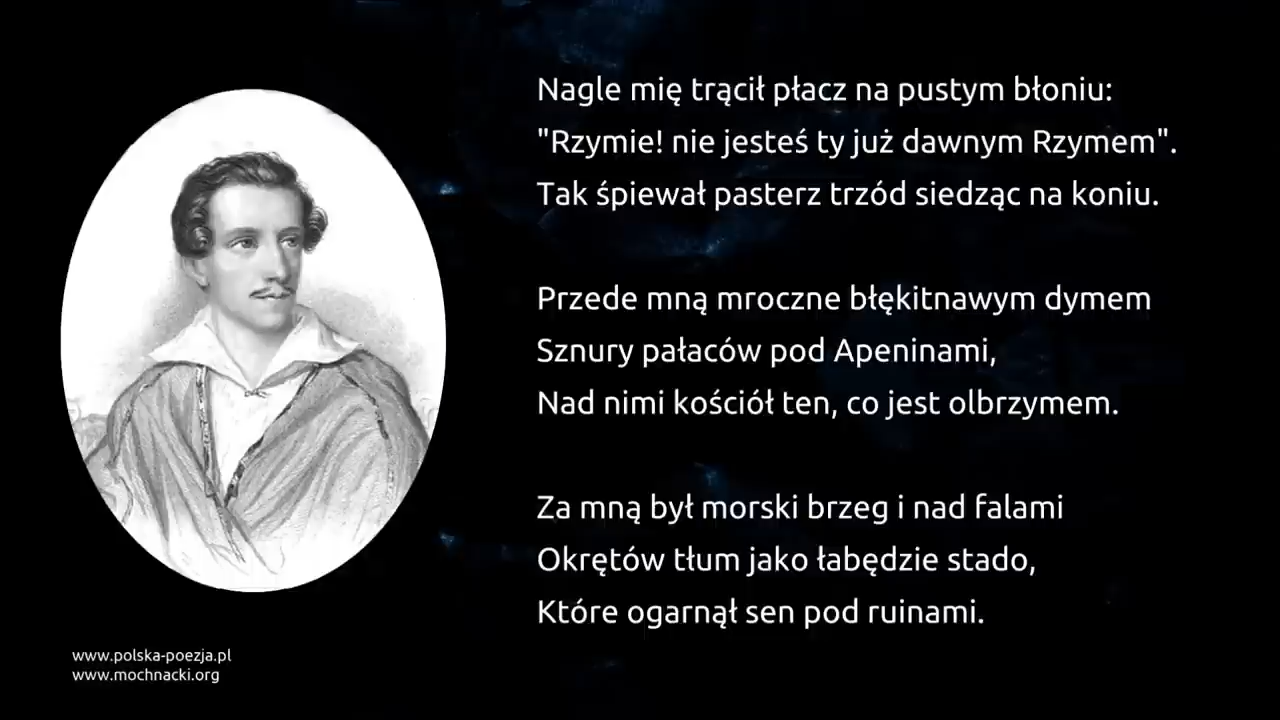 Nagle mię trącił płacz na pustym błoniu:
"Rzymie! nie jesteś ty już dawnym Rzymem".
Tak śpiewał pasterz trzód siedząc na koniu.
Przede mną mroczne błękitnawym dymem
Sznury pałaców pod Apeninami,
Nad nimi kościół ten, co jest olbrzymem.
Za mną był morski brzeg i nad falami
Okrętów tłum jako łabędzie stado,
Które ogarnął sen pod ruinami.
www.polska-poezja.pl
www.mochnacki.org